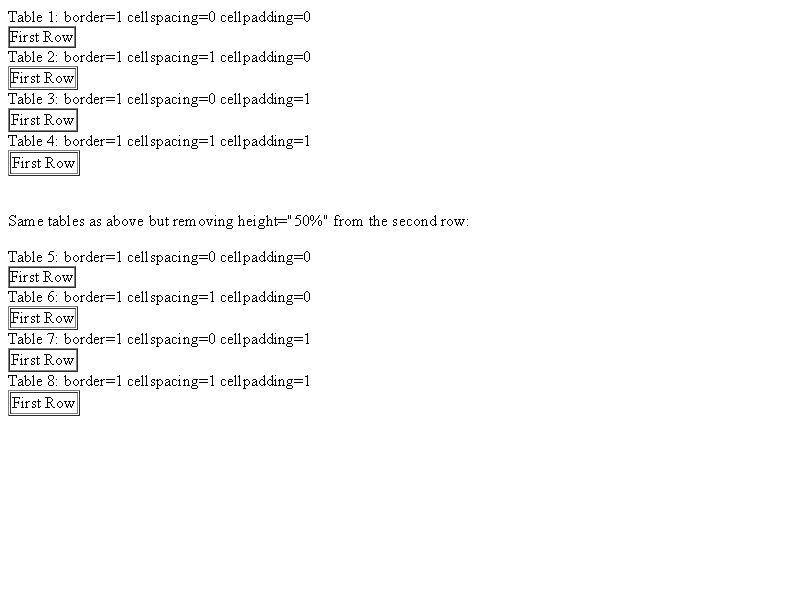 Table 1: border=1 cellspacing=0 cellpadding=0
First Row
Table 2: border=1 cellspacing=1 cellpadding=0
First Row
Table 3: border=1 cellspacing=0 cellpadding=1
First Row
Table 4: border=1 cellspacing=1 cellpadding=1
First Row
Same tables as above but removing height="50%" from the second row:
Table 5: border=1 cellspacing=0 cellpadding=0
First Row
Table 6: border=1 cellspacing=1 cellpadding=0
First Row
Table 7: border=1 cellspacing=0 cellpadding=1
First Row
Table 8: border=1 cellspacing=1 cellpadding=1
First Row